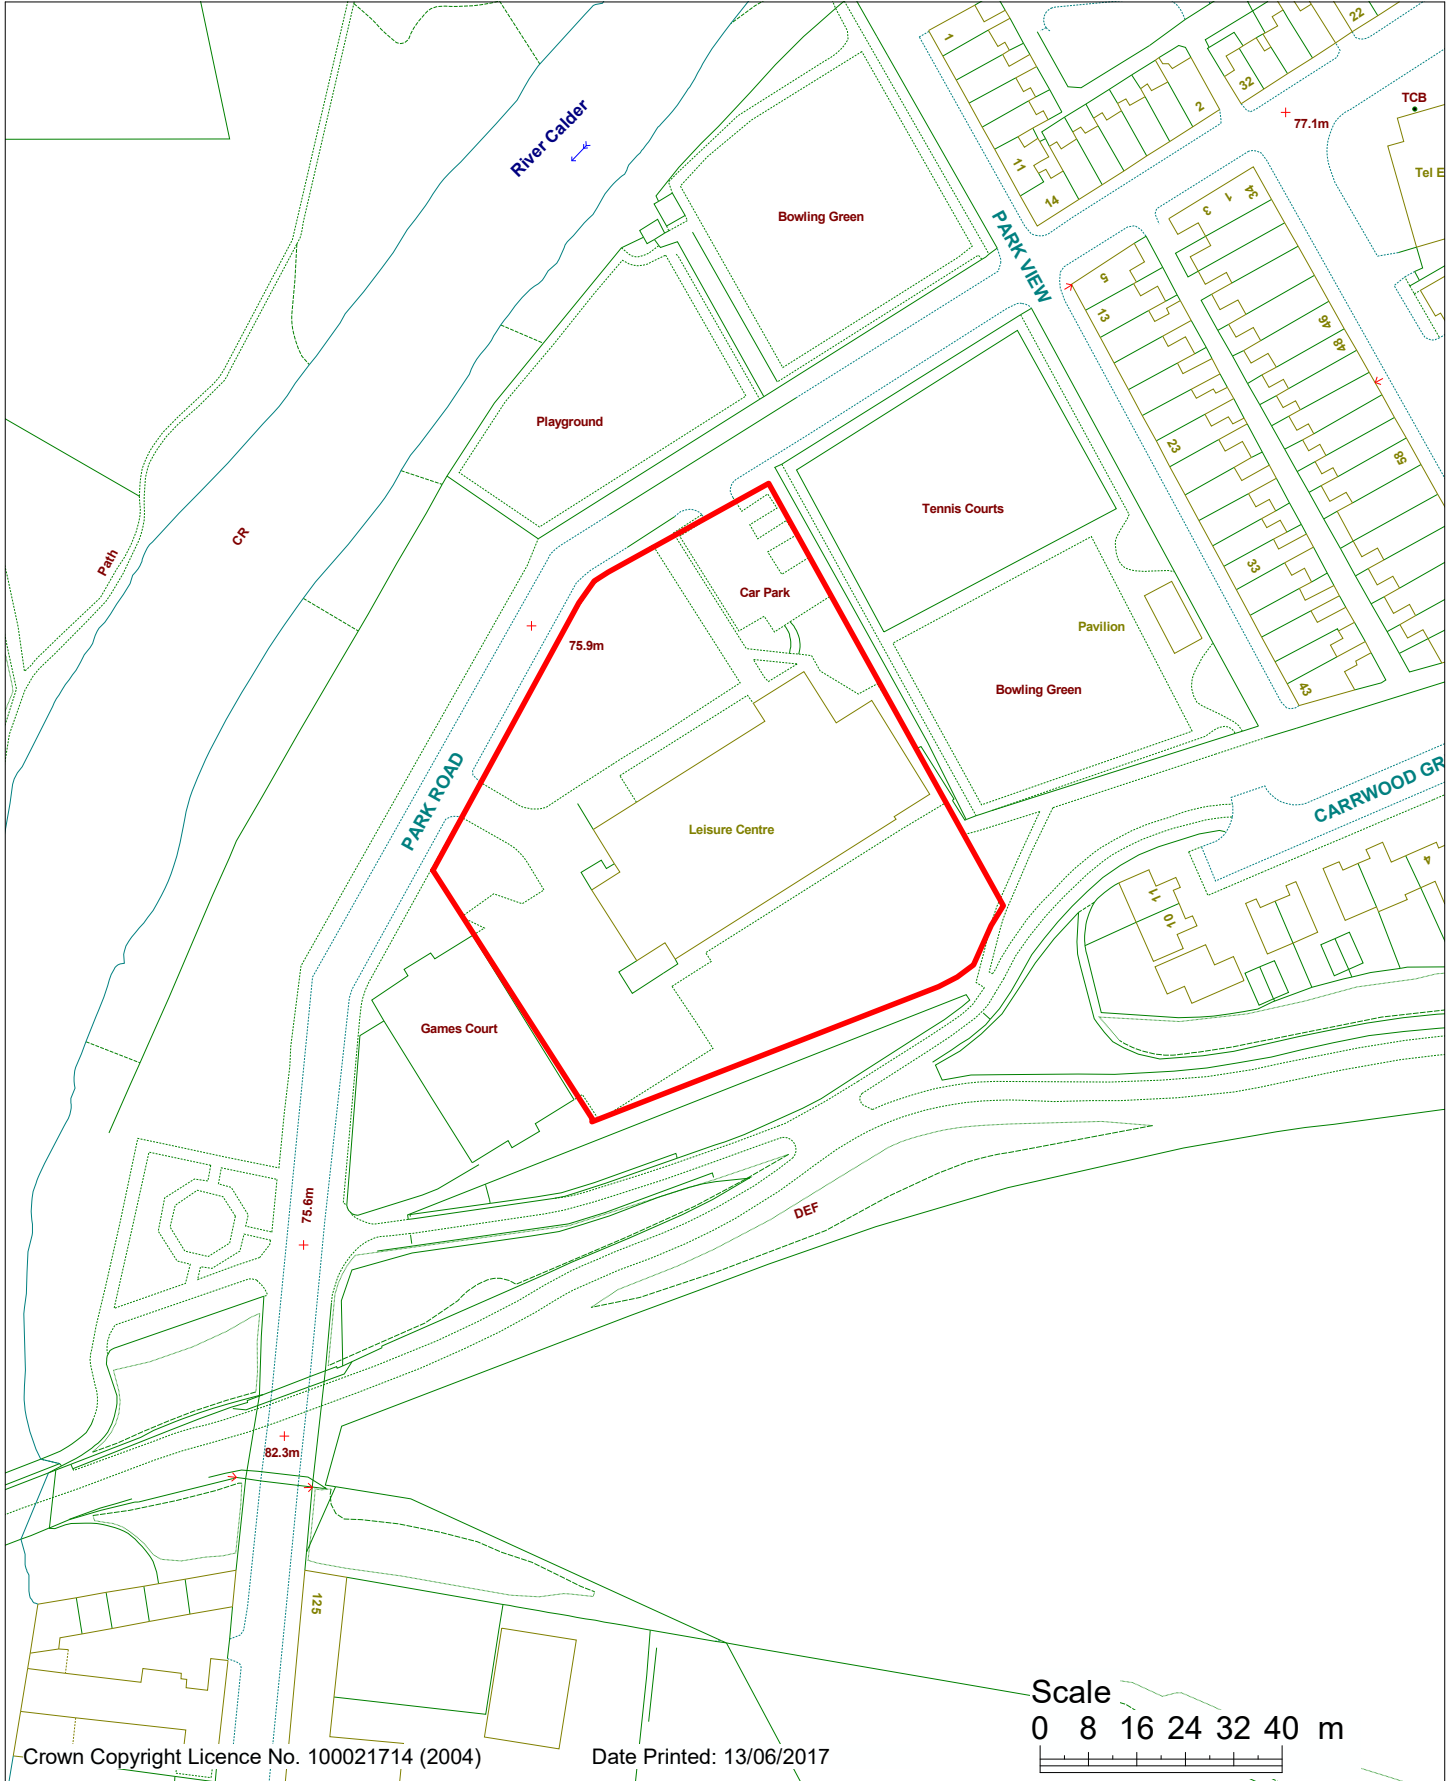 1
22
32
2
TCB
77.1m
River Calder
11
14
Tel E
34
1
3
Bowling Green
PARK VIEW
5
13
46
48
Playground
23
58
Tennis Courts
CR
Path
33
Car Park
Pavilion
75.9m
Bowling Green
43
PARK ROAD
CARRWOOD GR
Leisure Centre
4
11
10
Games Court
75.6m
DEF
82.3m
125
Scale
0 8 16 24 32 40 m
Crown Copyright Licence No. 100021714 (2004)
Date Printed: 13/06/2017